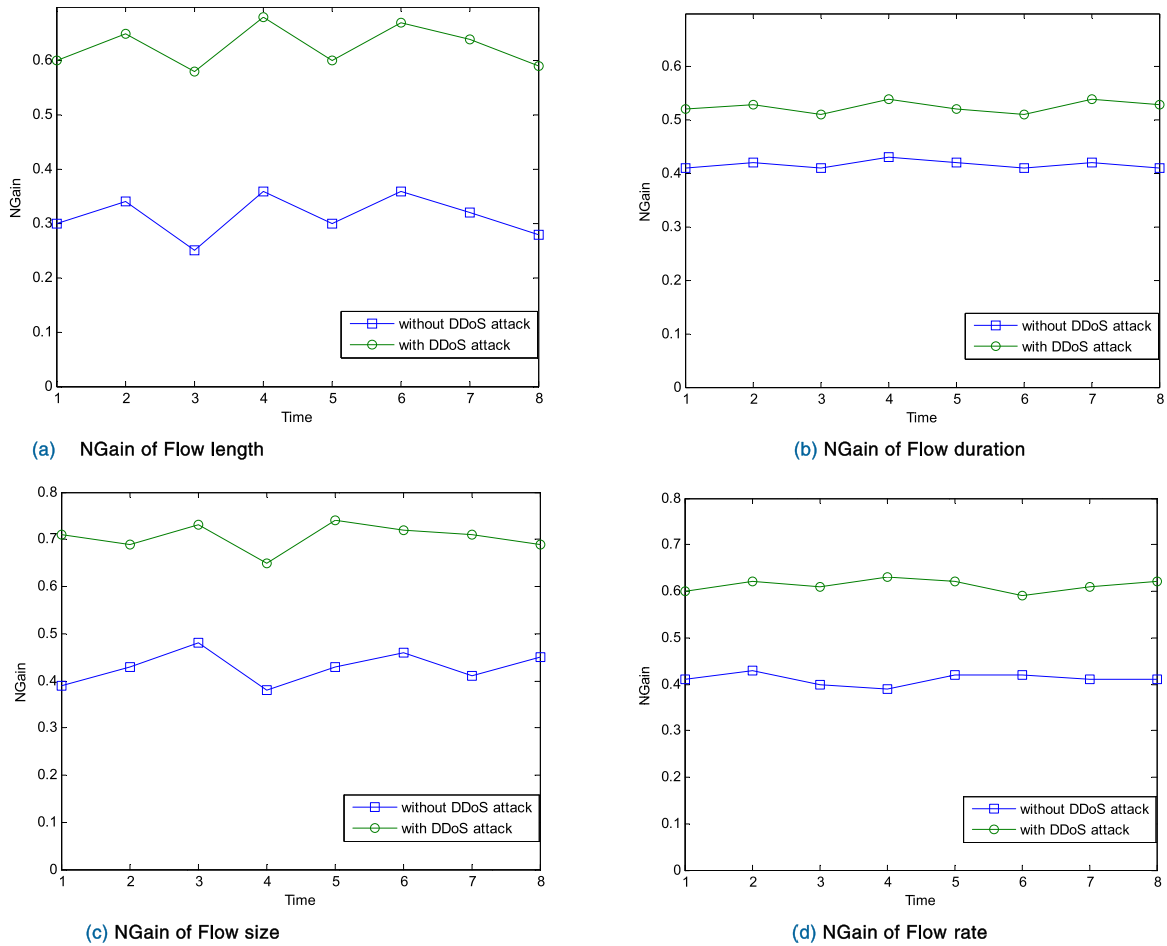 0.6
0.5
0.4
0.3
0.2
0.1
0
NGain
1 2 3 4 5 6 7 8
Time
without DDoS attack
with DDoS attack
(a) NGain of Flow length
0.6
0.5
0.4
0.3
0.2
0.1
0
NGain
1 2 3 4 5 6 7 8
Time
without DDoS attack
with DDoS attack
(b) NGain of Flow duration
0.8
0.7
0.6
0.5
0.4
0.3
0.2
0.1
0
NGain
1 2 3 4 5 6 7 8
Time
without DDoS attack
with DDoS attack
(c) NGain of Flow size
0.8
0.7
0.6
0.5
0.4
0.3
0.2
0.1
0
NGain
1 2 3 4 5 6 7 8
Time
without DDoS attack
with DDoS attack
(d) NGain of Flow rate